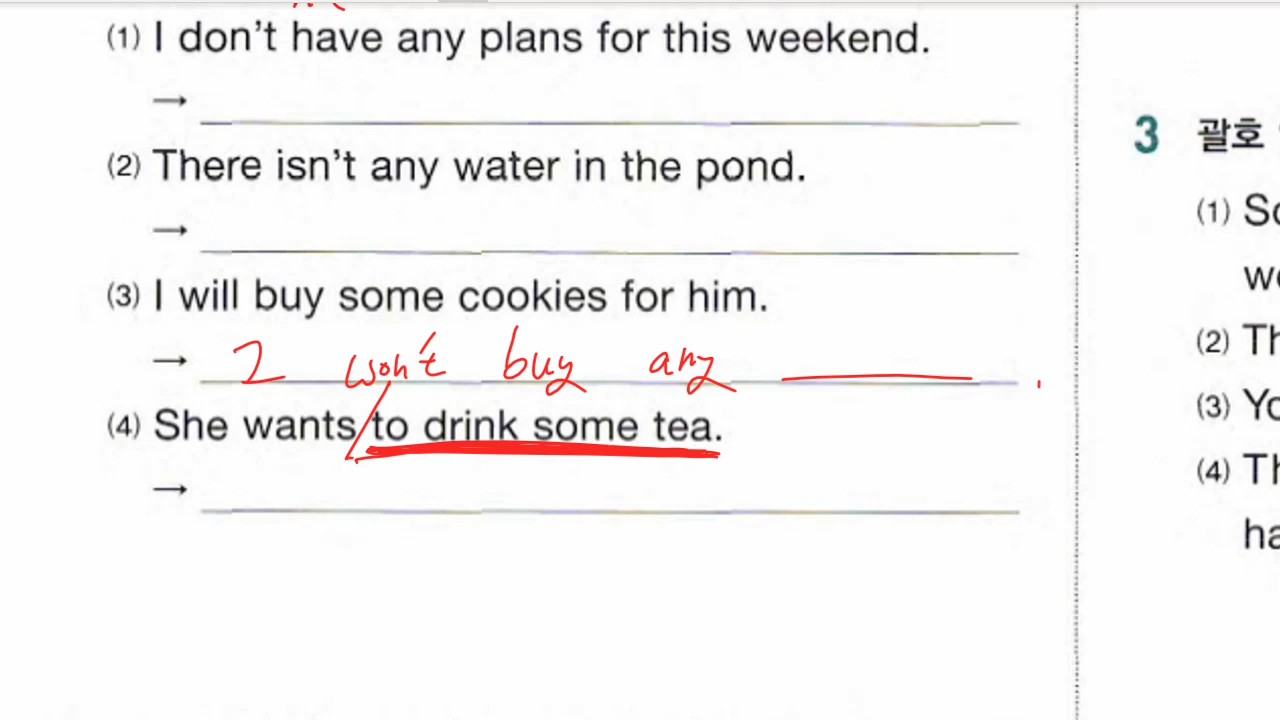 (1) I don't have any plans for this weekend.
→
(2) There isn't any water in the pond.
→
(3) I will buy some cookies for him.
→ I won't buy any ______ .
(4) She wants to drink some tea.
→
3 괄호
(1) So
we
(2) Th
(3) Yo
(4) Th
ha